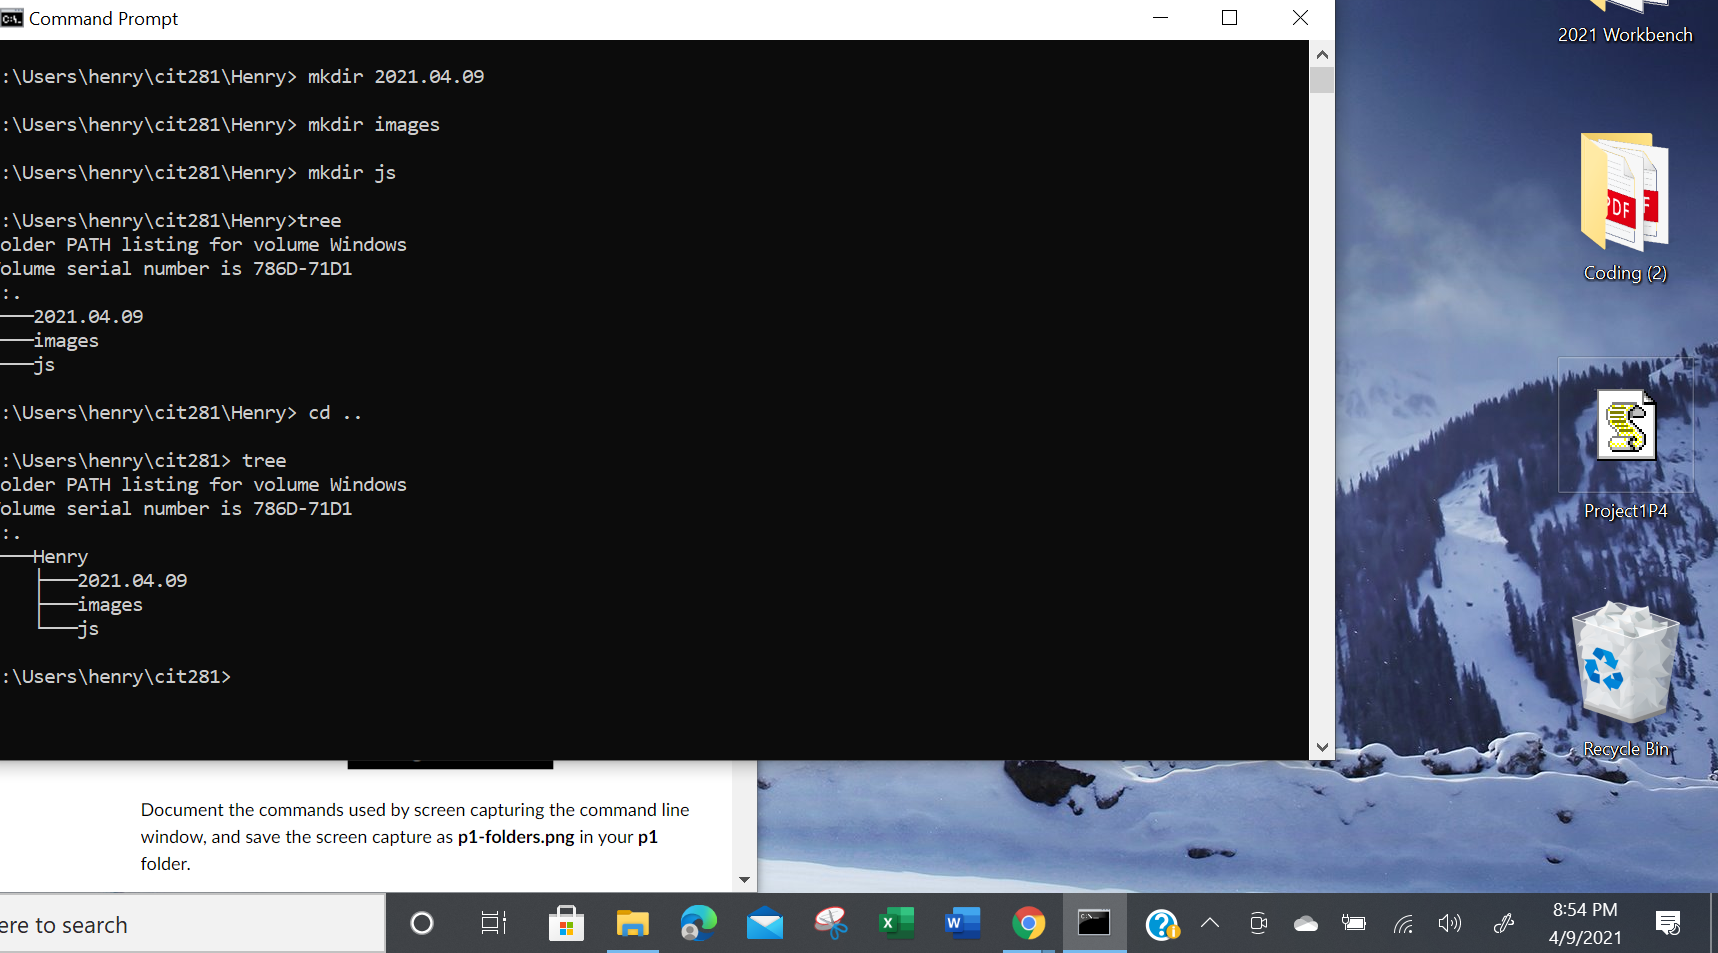 Command Prompt
:\Users\henry\cit281\Henry> mkdir 2021.04.09
:\Users\henry\cit281\Henry> mkdir images
:\Users\henry\cit281\Henry> mkdir js
:\Users\henry\cit281\Henry>tree
older PATH listing for volume Windows
olume serial number is 786D-71D1
:.
───2021.04.09
───images
───js
:\Users\henry\cit281\Henry> cd ..
:\Users\henry\cit281> tree
older PATH listing for volume Windows
olume serial number is 786D-71D1
:.
───Henry
├───2021.04.09
├───images
└───js
:\Users\henry\cit281>
2021 Workbench
PDF
F
Coding (2)
Project1P4
Recycle Bin
Document the commands used by screen capturing the command line
window, and save the screen capture as p1-folders.png in your p1
folder.
ere to search
8:54 PM
4/9/2021